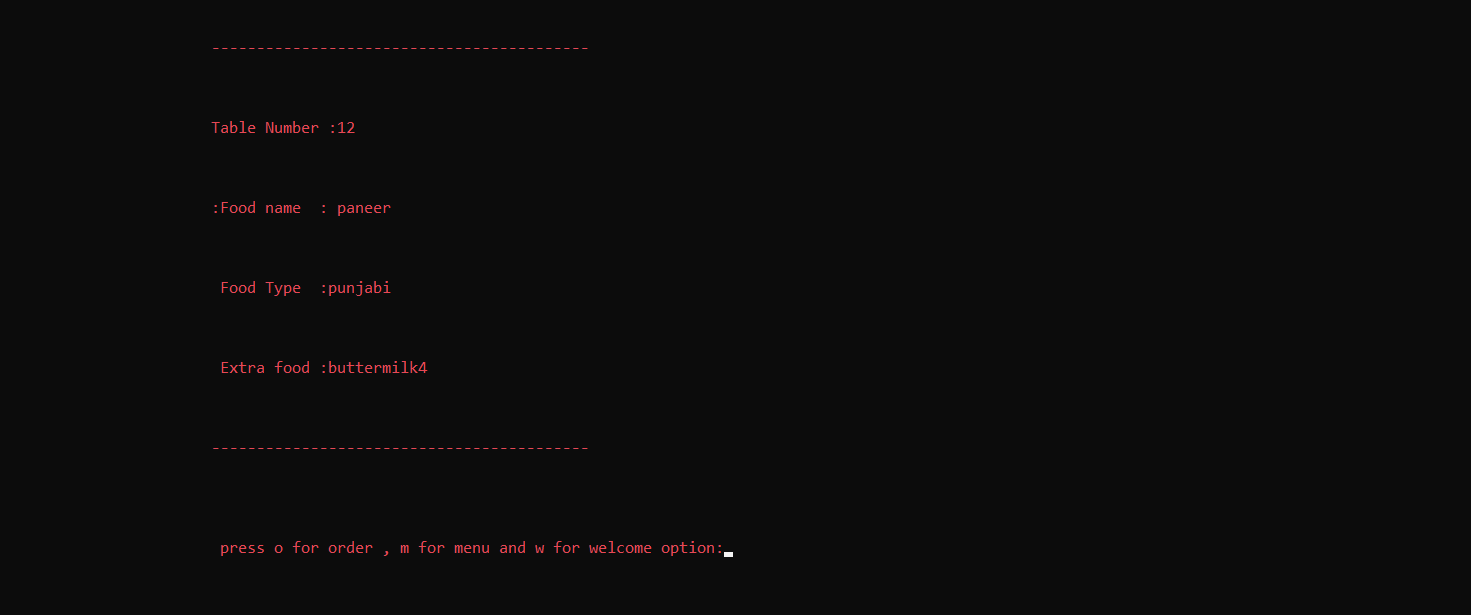 ------------------------------------------
Table Number :12
:Food name  : paneer
Food Type  :punjabi
Extra food :buttermilk4
------------------------------------------
press o for order , m for menu and w for welcome option: